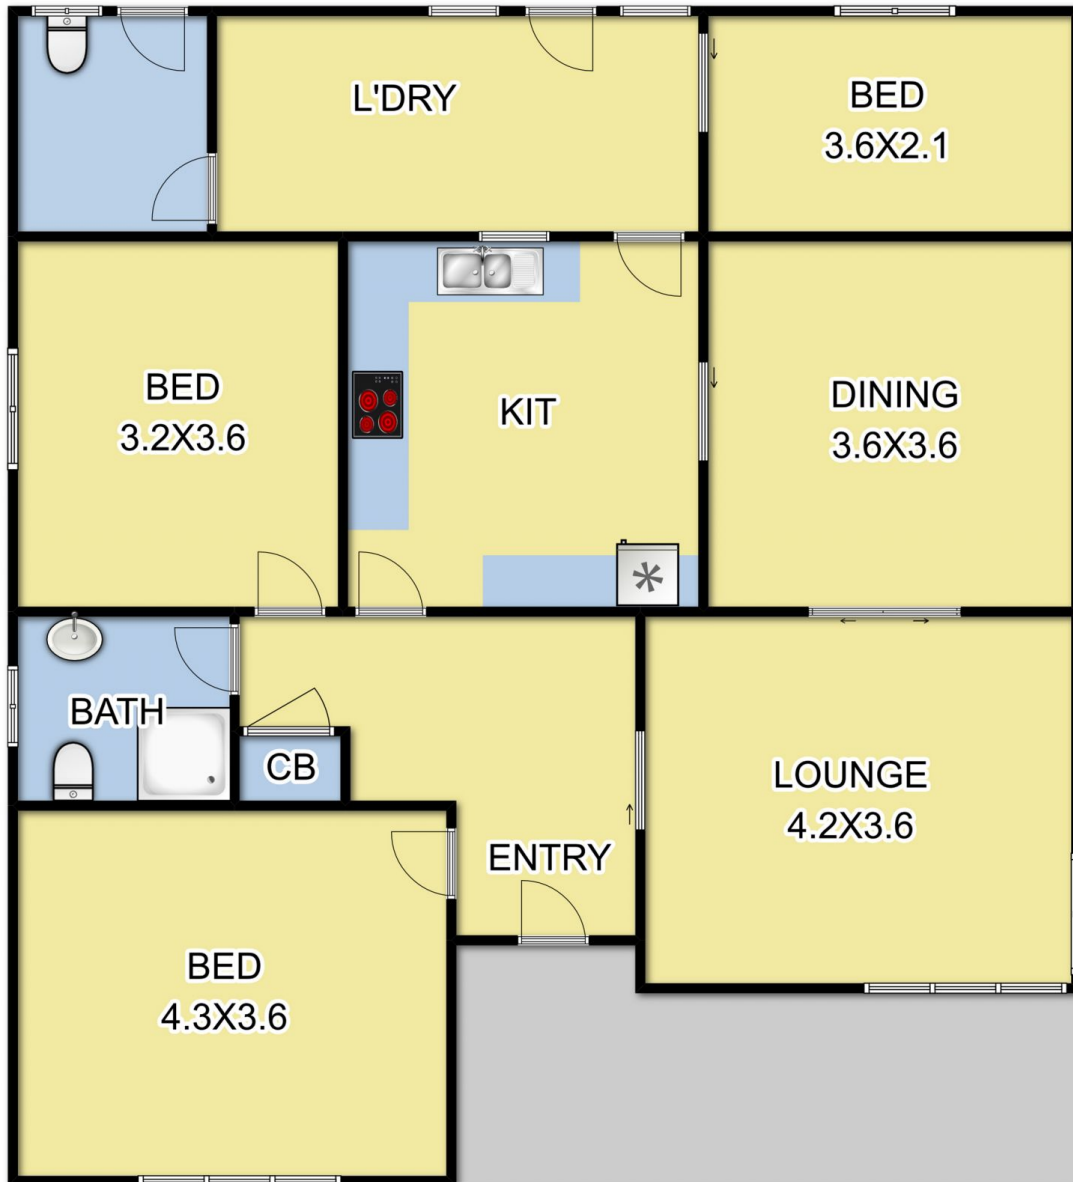 L'DRY
BED
3.6X2.1
BED
3.2X3.6
KIT
DINING
3.6X3.6
BATH
CB
LOUNGE
4.2X3.6
ENTRY
BED
4.3X3.6